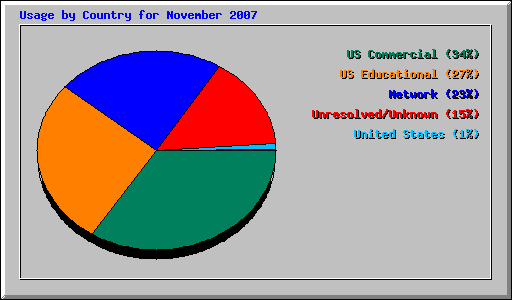 Usage by Country for November 2007
US Commercial (34%)
US Educational (27%)
Network (23%)
Unresolved/Unknown (15%)
United States (1%)